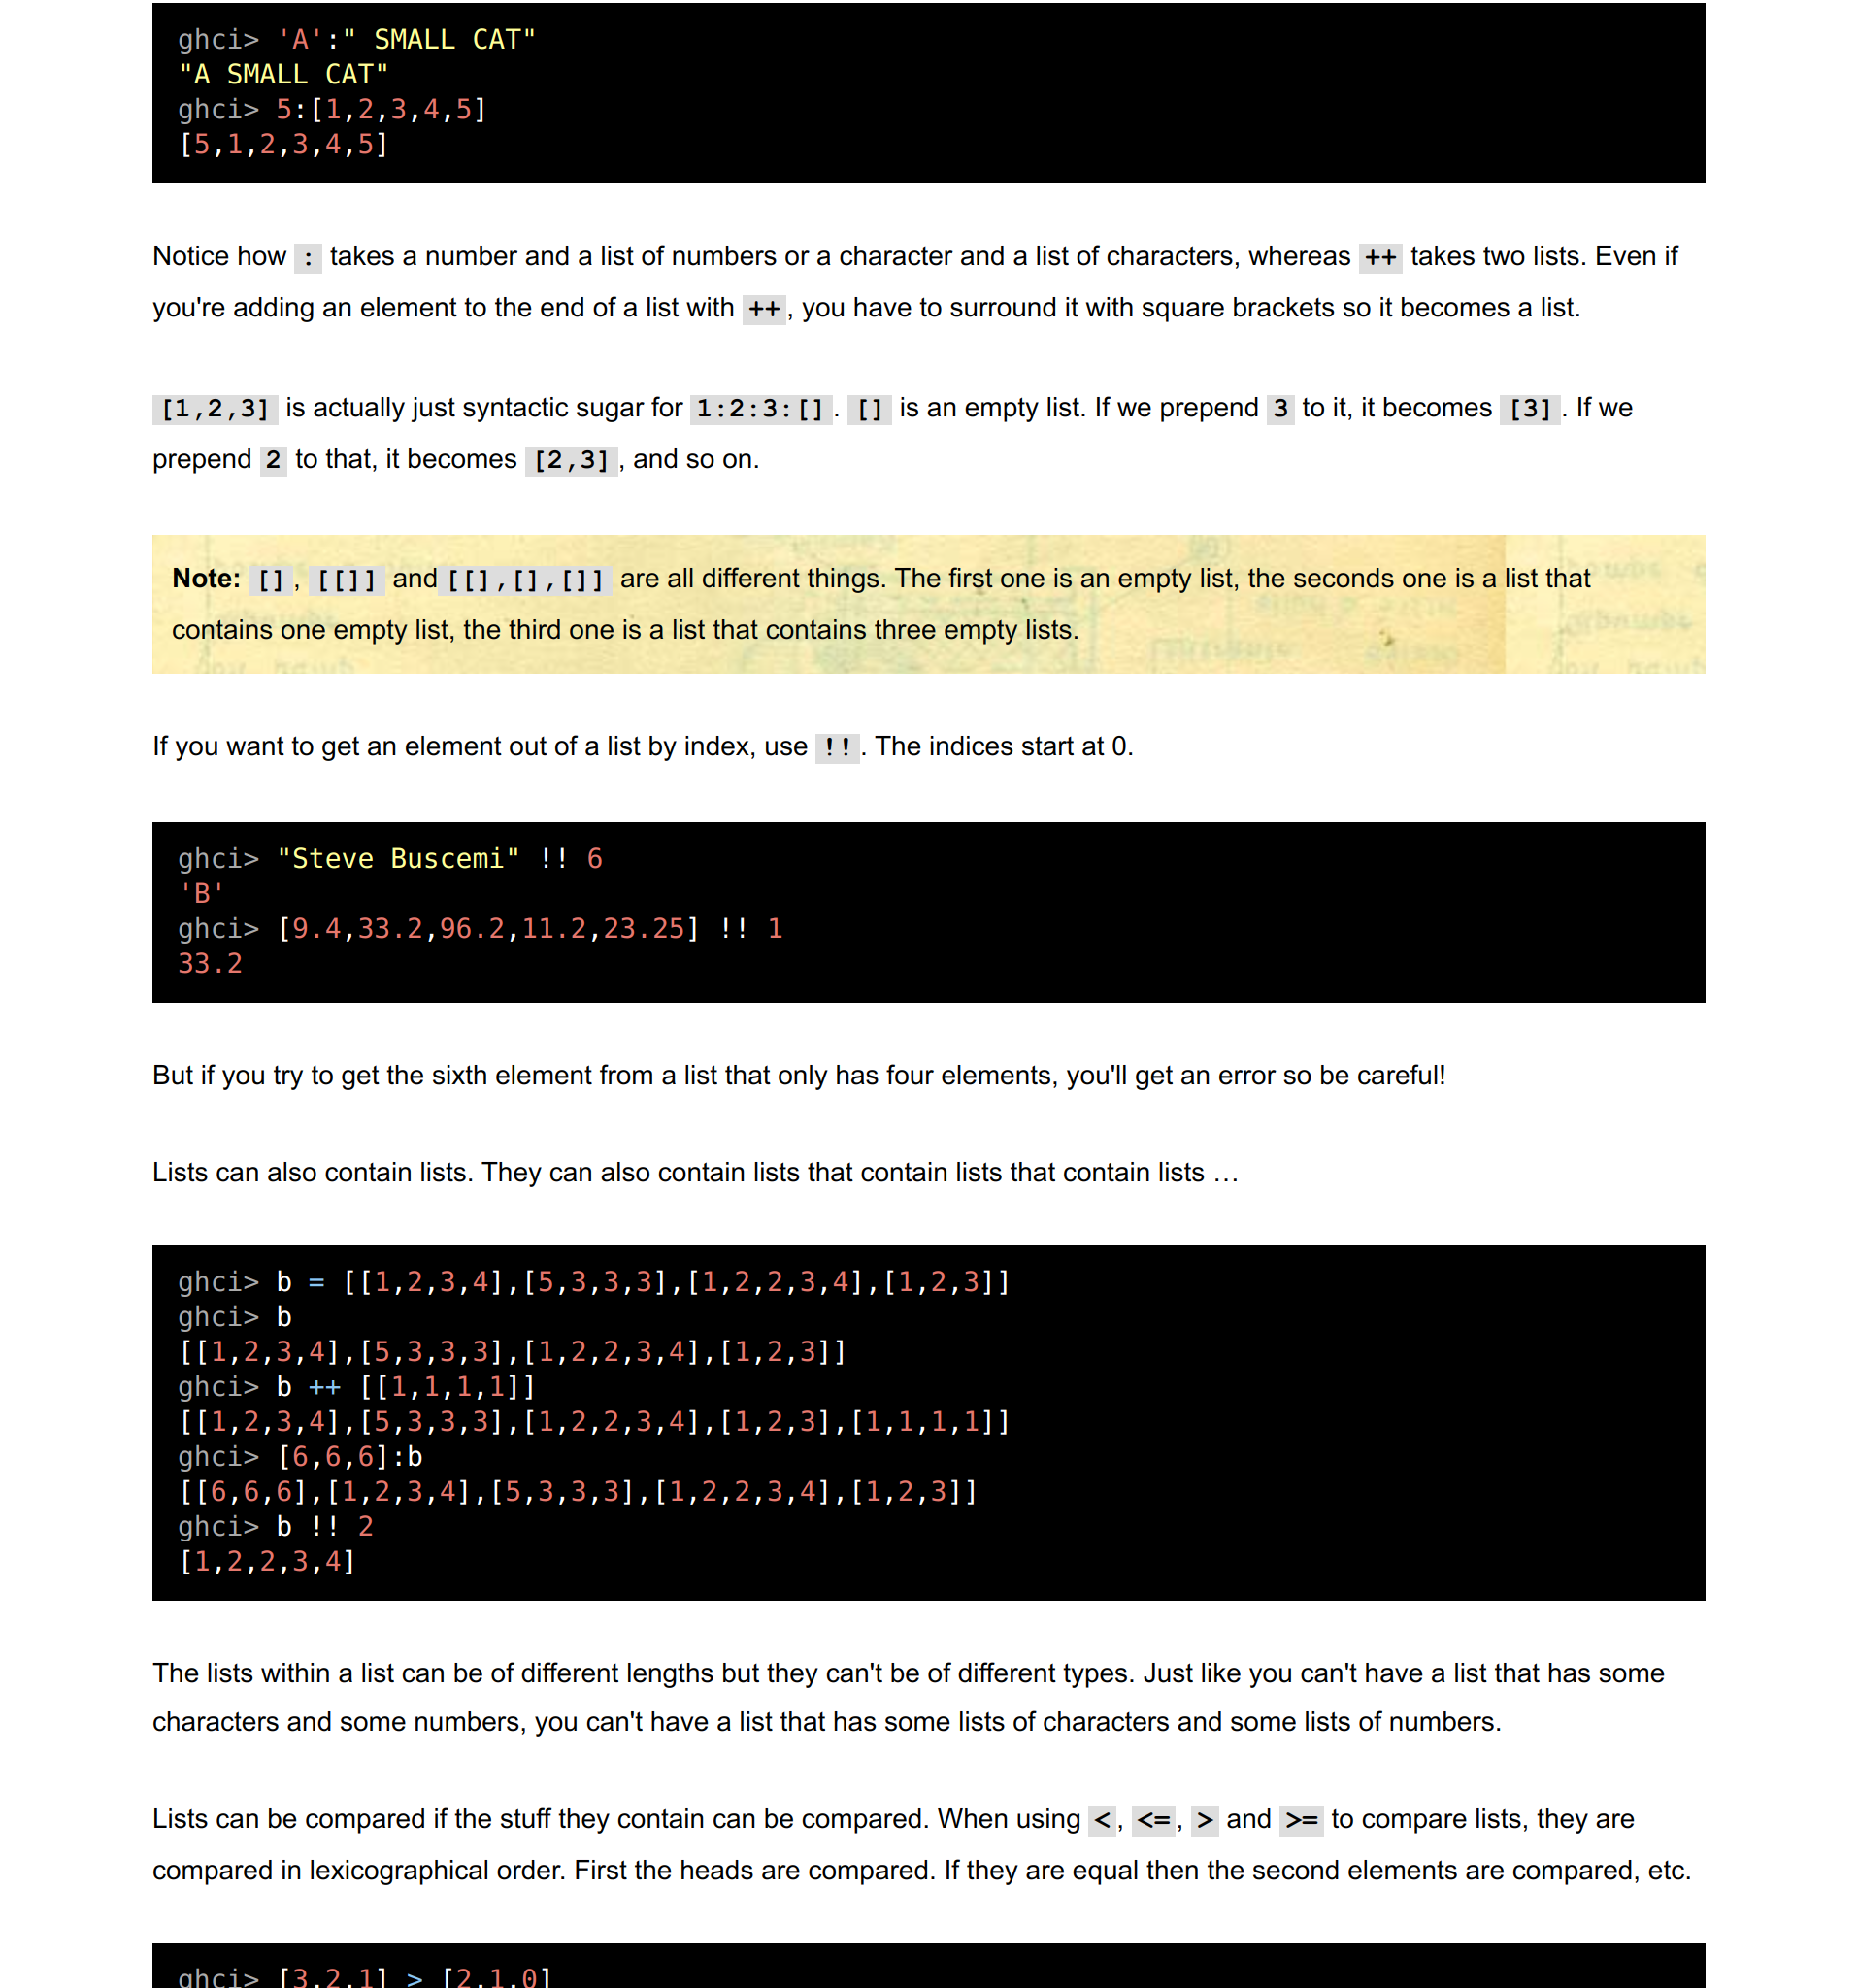 ghci> 'A':" SMALL CAT"
"A SMALL CAT"
ghci> 5:[1,2,3,4,5]
[5,1,2,3,4,5]
Notice how : takes a number and a list of numbers or a character and a list of characters, whereas ++ takes two lists. Even if
you're adding an element to the end of a list with ++, you have to surround it with square brackets so it becomes a list.
[1,2,3] is actually just syntactic sugar for 1:2:3:[]. [] is an empty list. If we prepend 3 to it, it becomes [3]. If we
prepend 2 to that, it becomes [2,3], and so on.
Note: [], [[]] and[[],[],[]] are all different things. The first one is an empty list, the seconds one is a list that
contains one empty list, the third one is a list that contains three empty lists.
If you want to get an element out of a list by index, use !!. The indices start at 0.
ghci> "Steve Buscemi" !! 6
'B'
ghci> [9.4,33.2,96.2,11.2,23.25] !! 1
33.2
But if you try to get the sixth element from a list that only has four elements, you'll get an error so be careful!
Lists can also contain lists. They can also contain lists that contain lists that contain lists …
ghci> b = [[1,2,3,4],[5,3,3,3],[1,2,2,3,4],[1,2,3]]
ghci> b
[[1,2,3,4],[5,3,3,3],[1,2,2,3,4],[1,2,3]]
ghci> b ++ [[1,1,1,1]]
[[1,2,3,4],[5,3,3,3],[1,2,2,3,4],[1,2,3],[1,1,1,1]]
ghci> [6,6,6]:b
[[6,6,6],[1,2,3,4],[5,3,3,3],[1,2,2,3,4],[1,2,3]]
ghci> b !! 2
[1,2,2,3,4]
The lists within a list can be of different lengths but they can't be of different types. Just like you can't have a list that has some
characters and some numbers, you can't have a list that has some lists of characters and some lists of numbers.
Lists can be compared if the stuff they contain can be compared. When using <, <=, > and >= to compare lists, they are
compared in lexicographical order. First the heads are compared. If they are equal then the second elements are compared, etc.
ghci> [3,2,1] > [2,1,0]